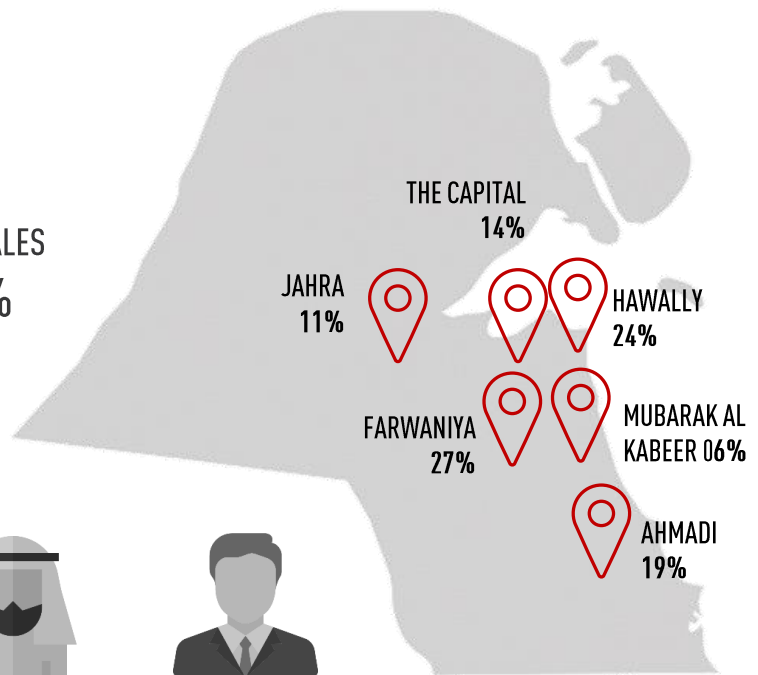 THE CAPITAL
14%
JAHRA
11%
HAWALLY
24%
FARWANIYA
27%
MUBARAK AL
KABEER 06%
AHMADI
19%